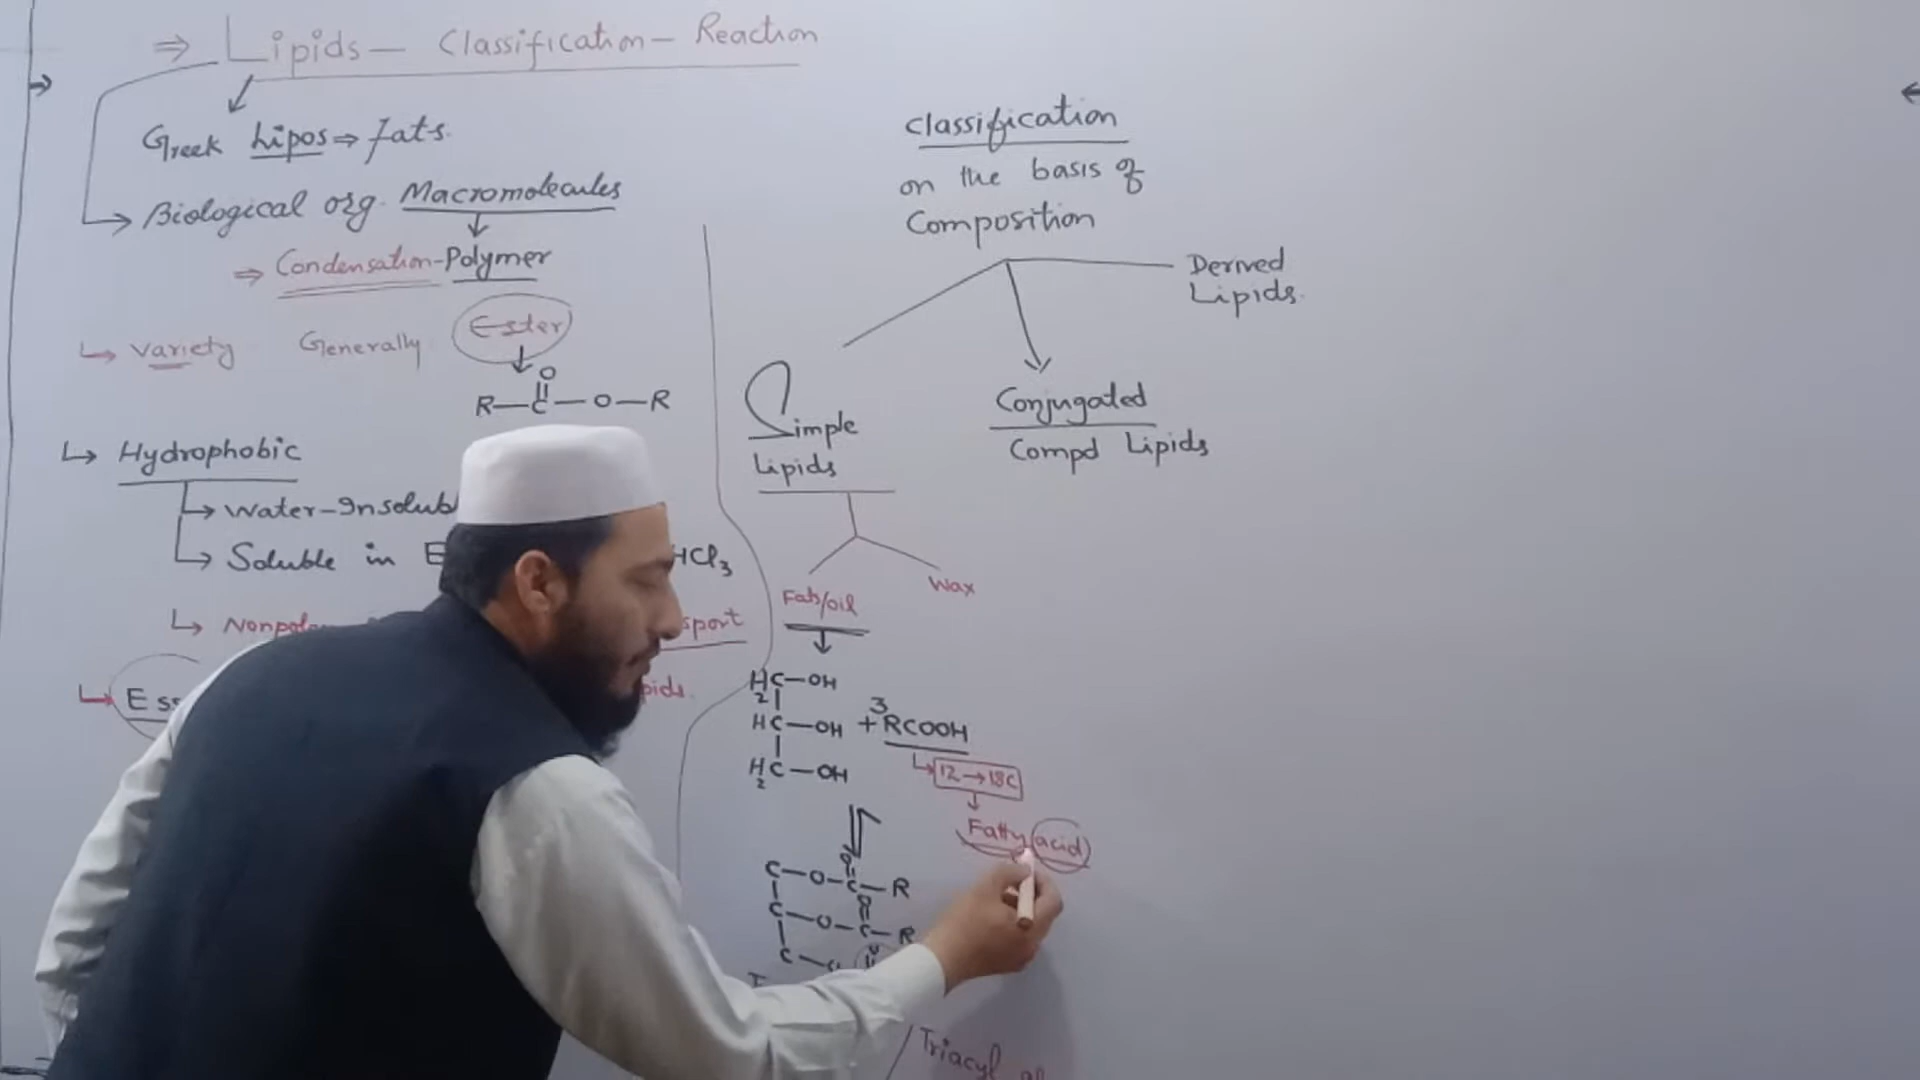 ⇒ Lipids — Classification — Reaction
Greek Lipos ⇒ fats.
Biological org. Macromolecules
⇒ Condensation-Polymer
↳ Variety Generally Ester
O
R—C—O—R
↳ Hydrophobic
↳ Water-Insolub
↳ Soluble in E HCl3
↳ Nonpola sport
↳ Ess pids.
Classification
on the basis of
Composition
Derived
Lipids.
Simple
Lipids
Conjugated
Compd Lipids
Fats/oil
Wax
H2C—OH
HC—OH + 3RCOOH
H2C—OH
↳ 12 → 18C
Fatty acid
O
C—O—C—R
O
C—O—C—R
C—
Triacyl